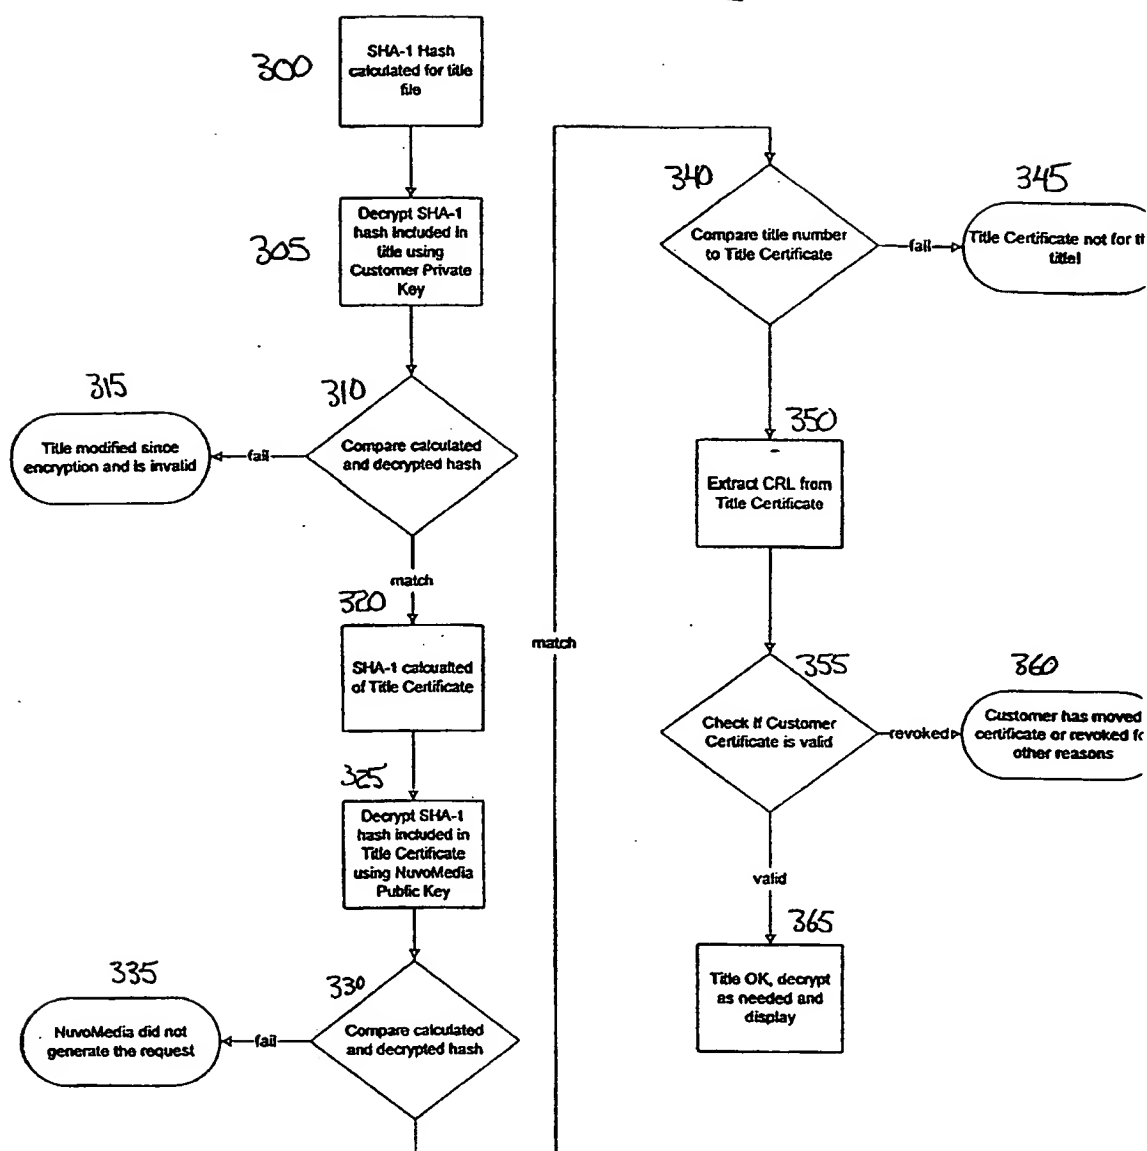 300
SHA-1 Hash
calculated for title
file
305
Decrypt SHA-1
hash included in
title using
Customer Private
Key
310
Compare calculated
and decrypted hash
fail
315
Title modified since
encryption and is invalid
match
320
SHA-1 calcualted
of Title Certificate
325
Decrypt SHA-1
hash included in
Title Certificate
using NuvoMedia
Public Key
330
Compare calculated
and decrypted hash
fail
335
NuvoMedia did not
generate the request
match
340
Compare title number
to Title Certificate
fail
345
Title Certificate not for
title!
350
Extract CRL from
Title Certificate
355
Check if Customer
Certificate is valid
revoked
360
Customer has moved
certificate or revoked
other reasons
valid
365
Title OK, decrypt
as needed and
display